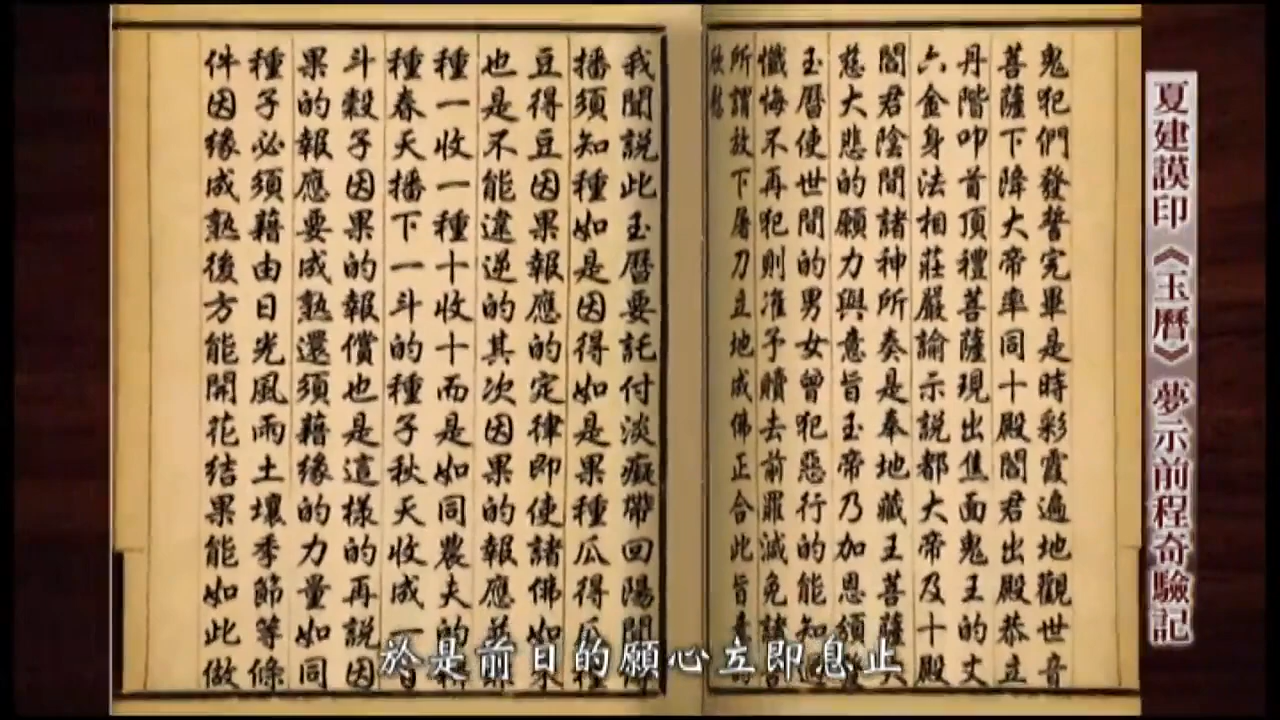 夏建謨印《玉曆》夢示前程奇驗記
鬼犯們發誓完畢是時彩霞遍地觀世音
菩薩下降大帝率同十殿閻君出殿恭立
丹階叩首頂禮菩薩現出焦面鬼王的丈
六金身法相莊嚴諭示說都大帝及十殿
閻君陰間諸神所奏是奉地藏王菩薩
慈大悲的願力與意旨玉帝乃加恩須
玉曆使世間的男女曾犯惡行的能知
懺悔不再犯則准予贖去前罪減免諸
所謂放下屠刀立地成佛正合此旨
欣慰
我聞說此玉曆要託付淡癡帶回陽間
播須知種如是因得如是果種瓜得瓜種
豆得豆因果報應的定律即使諸佛如
也是不能違逆的其次因果的報應並
種一收一種十收十而是如同農夫的
種春天播下一斗的種子秋天收成一
斗穀子因果的報償也是這樣的再說因
果的報應要成熟還須藉緣的力量如同
種子必須藉由日光風雨土壤季節等條
件因緣成熟後方能開花結果能如此做
於是前日的願心立即息止